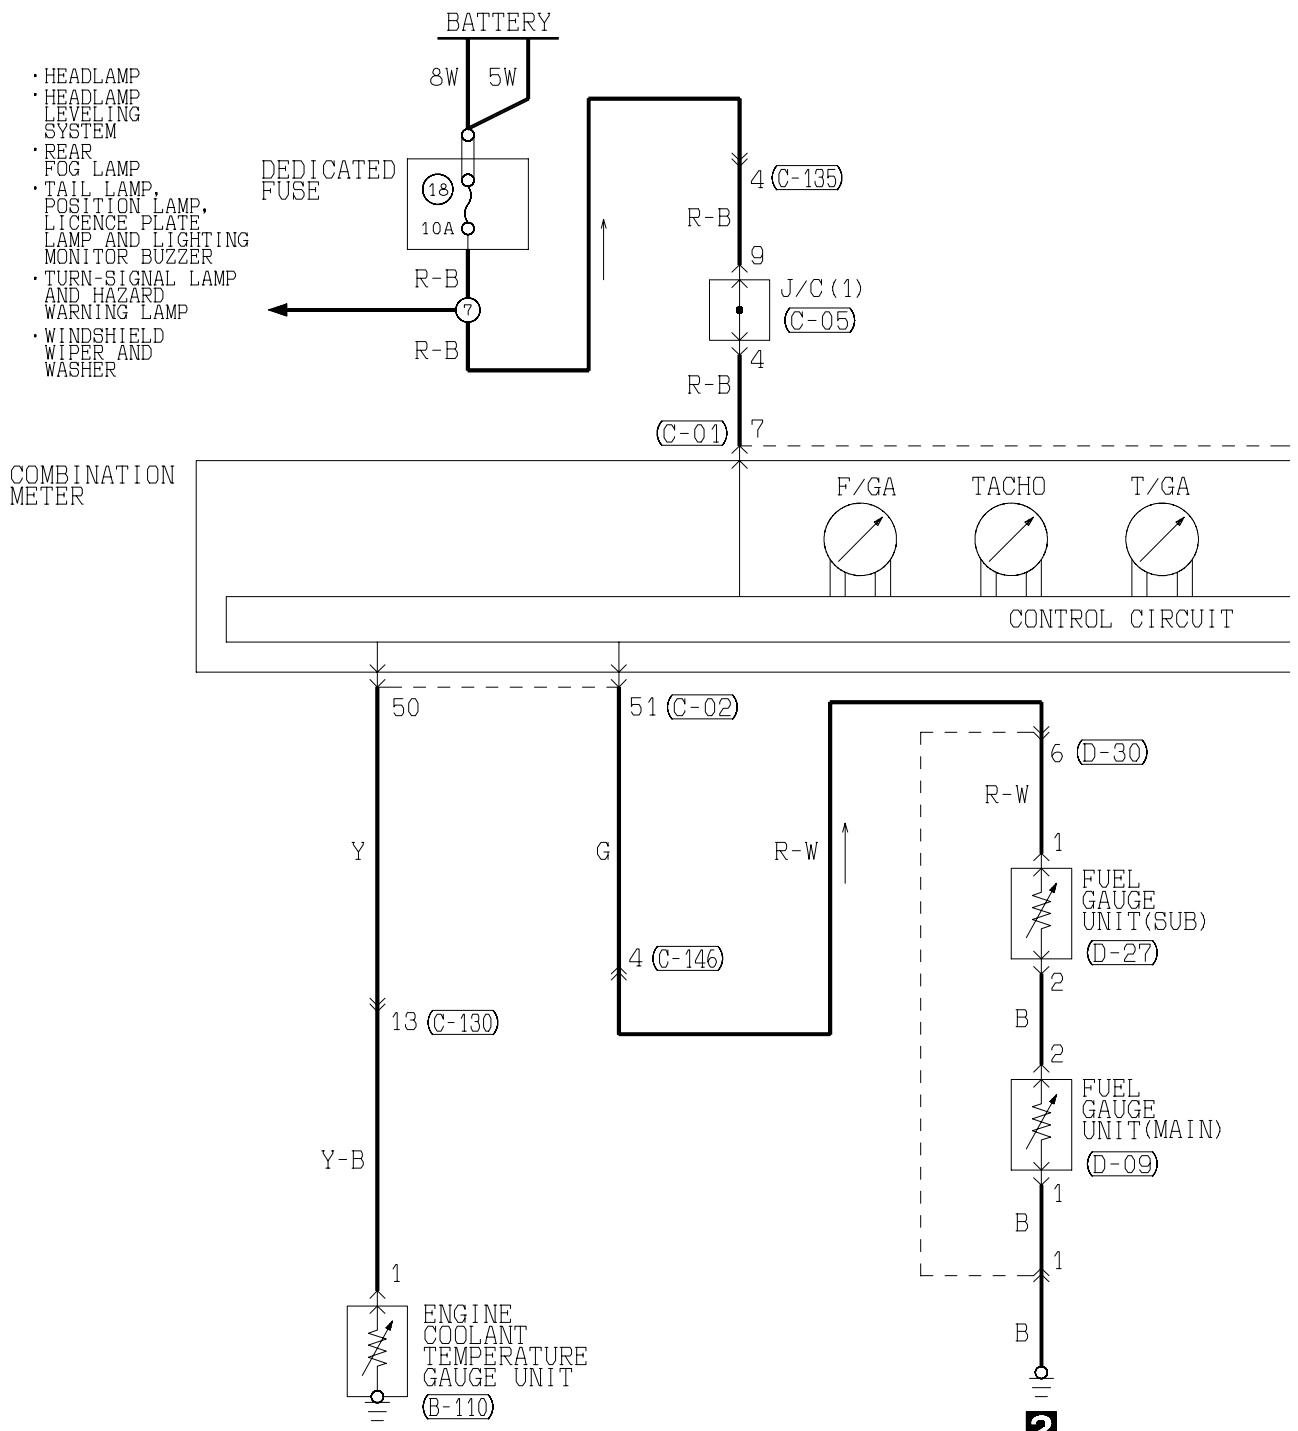 BATTERY
8W 5W
· HEADLAMP
· HEADLAMP
LEVELING
SYSTEM
· REAR
FOG LAMP
· TAIL LAMP,
POSITION LAMP,
LICENCE PLATE
LAMP AND LIGHTING
MONITOR BUZZER
· TURN-SIGNAL LAMP
AND HAZARD
WARNING LAMP
· WINDSHIELD
WIPER AND
WASHER
DEDICATED
FUSE
18
10A
R-B
7
R-B
4 (C-135)
R-B
9
J/C(1)
(C-05)
4
R-B
(C-01) 7
COMBINATION
METER
F/GA TACHO T/GA
CONTROL CIRCUIT
50
51 (C-02)
6 (D-30)
R-W
Y
G
R-W
1
FUEL
GAUGE
UNIT(SUB)
(D-27)
4 (C-146)
2
13 (C-130)
B
2
FUEL
GAUGE
UNIT(MAIN)
(D-09)
Y-B
1
B
1
1
B
ENGINE
COOLANT
TEMPERATURE
GAUGE UNIT
(B-110)
2